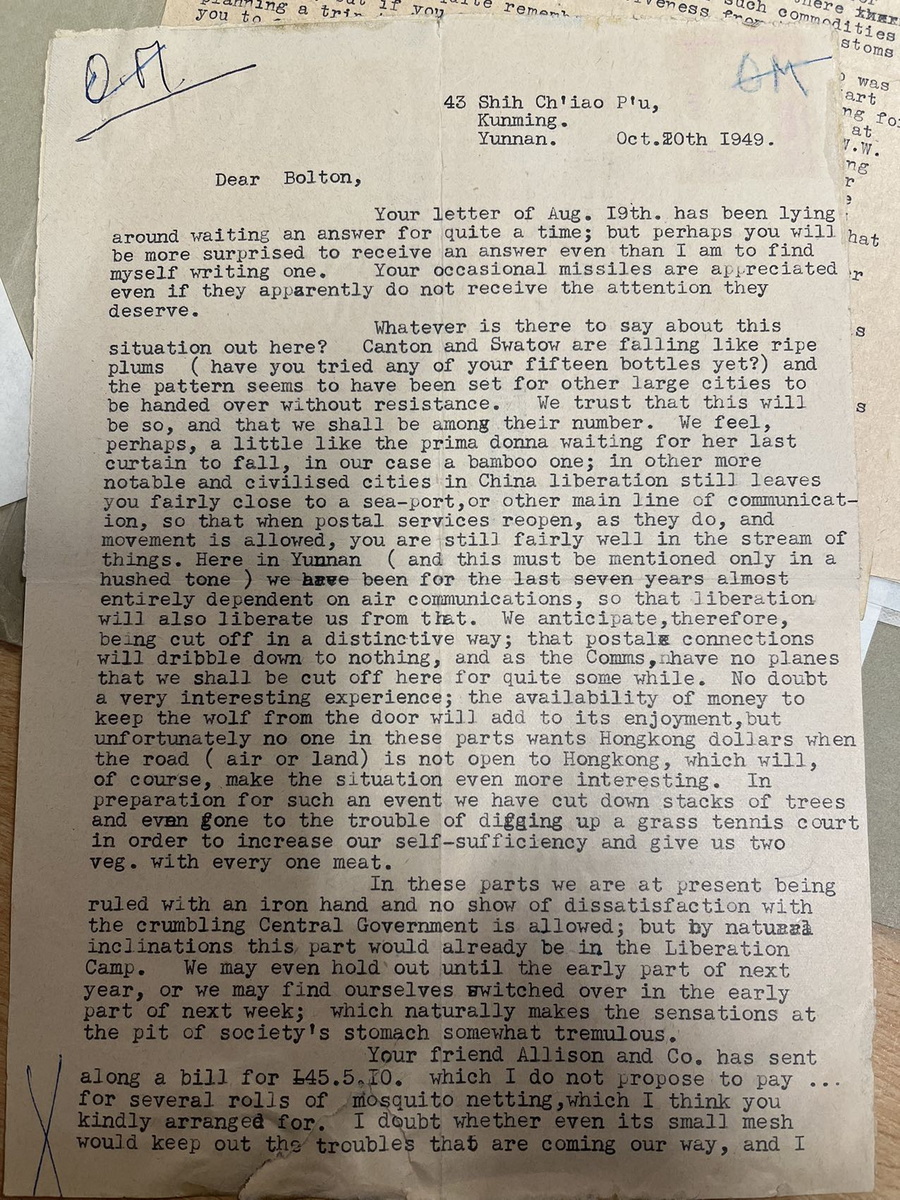 planning a trip
you to
if you
quite
such commodities
stoms
was
art
at
W.W.
ng
r
hat
s
s
OM
OM
43 Shih Ch'iao P'u,
Kunming.
Yunnan. Oct.20th I949.
Dear Bolton,
Your letter of Aug. I9th. has been lying
around waiting an answer for quite a time; but perhaps you will
be more surprised to receive an answer even than I am to find
myself writing one. Your occasional missiles are appreciated
even if they apparently do not receive the attention they
deserve.
Whatever is there to say about this
situation out here? Canton and Swatow are falling like ripe
plums ( have you tried any of your fifteen bottles yet?) and
the pattern seems to have been set for other large cities to
be handed over without resistance. We trust that this will
be so, and that we shall be among their number. We feel,
perhaps, a little like the prima donna waiting for her last
curtain to fall, in our case a bamboo one; in other more
notable and civilised cities in China liberation still leaves
you fairly close to a sea-port,or other main line of communicat-
ion, so that when postal services reopen, as they do, and
movement is allowed, you are still fairly well in the stream of
things. Here in Yunnan ( and this must be mentioned only in a
hushed tone ) we have been for the last seven years almost
entirely dependent on air communications, so that liberation
will also liberate us from that. We anticipate,therefore,
being cut off in a distinctive way; that postal connections
will dribble down to nothing, and as the Comms, have no planes
that we shall be cut off here for quite some while. No doubt
a very interesting experience; the availability of money to
keep the wolf from the door will add to its enjoyment,but
unfortunately no one in these parts wants Hongkong dollars when
the road ( air or land) is not open to Hongkong, which will,
of course, make the situation even more interesting. In
preparation for such an event we have cut down stacks of trees
and even gone to the trouble of digging up a grass tennis court
in order to increase our self-sufficiency and give us two
veg. with every one meat.
In these parts we are at present being
ruled with an iron hand and no show of dissatisfaction with
the crumbling Central Government is allowed; but by natural
inclinations this part would already be in the Liberation
Camp. We may even hold out until the early part of next
year, or we may find ourselves switched over in the early
part of next week; which naturally makes the sensations at
the pit of society's stomach somewhat tremulous.
Your friend Allison and Co. has sent
along a bill for £45.5.I0. which I do not propose to pay ...
for several rolls of mosquito netting,which I think you
kindly arranged for. I doubt whether even its small mesh
would keep out the troubles that are coming our way, and I